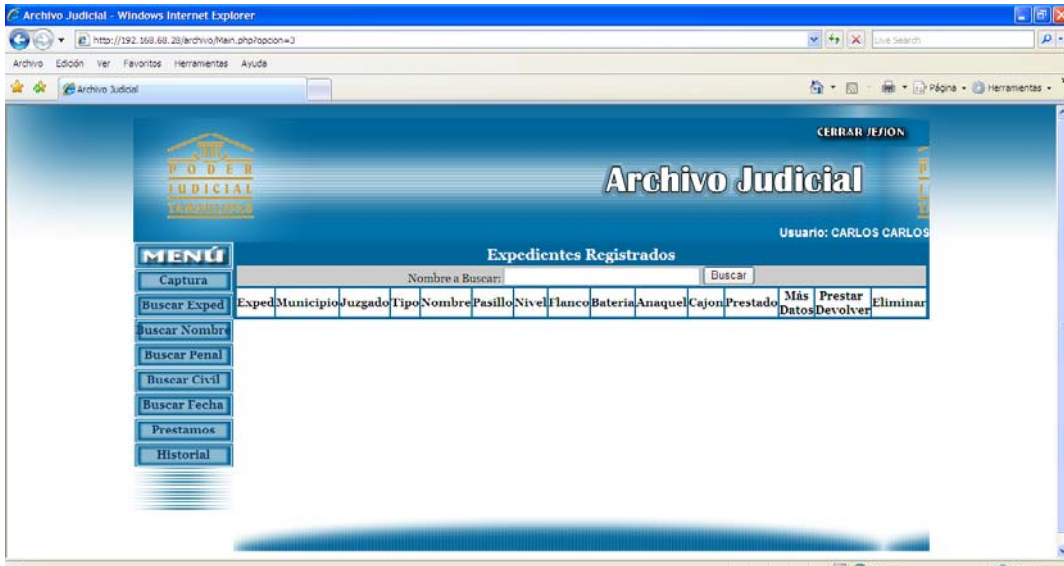 Archivo Judicial - Windows Internet Explorer
http://192.168.68.28/archivo/Main.php?opcion=3
Live Search
Archivo Edición Ver Favoritos Herramientas Ayuda
Archivo Judicial
Página Herramientas
CERRAR SESION
PODER
JUDICIAL
TAMAULIPAS
Archivo Judicial
Usuario: CARLOS CARLOS
MENÚ
Expedientes Registrados
Nombre a Buscar:
Buscar
Captura
Exped Municipio Juzgado Tipo Nombre Pasillo Nivel Flanco Bateria Anaquel Cajon Prestado Más Datos Prestar Devolver Eliminar
Buscar Exped
Buscar Nombre
Buscar Penal
Buscar Civil
Buscar Fecha
Prestamos
Historial